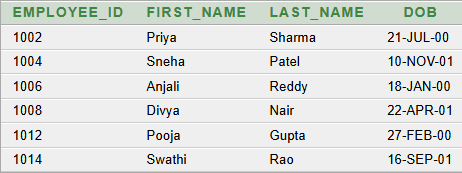 EMPLOYEE_ID FIRST_NAME LAST_NAME DOB
1002 Priya Sharma 21-JUL-00
1004 Sneha Patel 10-NOV-01
1006 Anjali Reddy 18-JAN-00
1008 Divya Nair 22-APR-01
1012 Pooja Gupta 27-FEB-00
1014 Swathi Rao 16-SEP-01